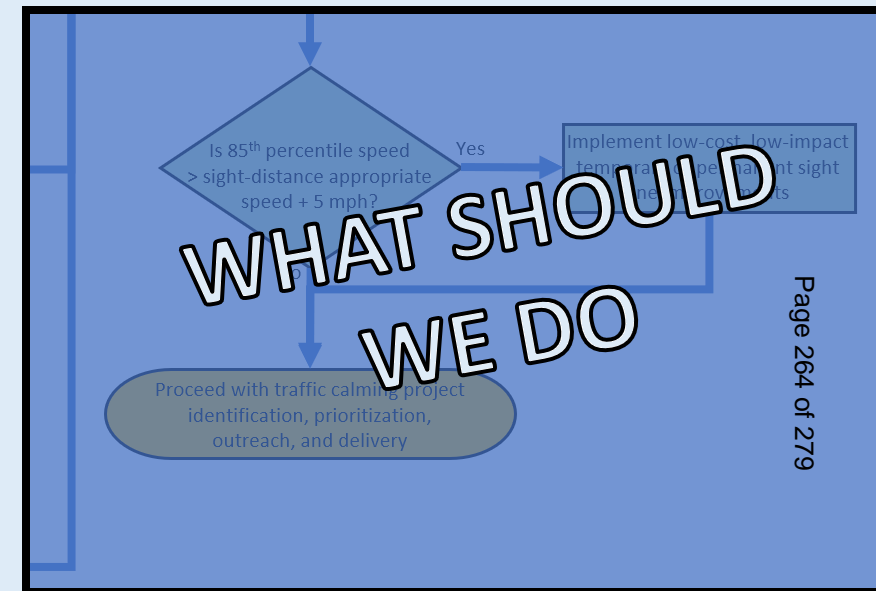 Is 85th percentile speed
> sight-distance appropriate
speed + 5 mph?
Yes
Implement low-cost, low-impact
sight
WHAT SHOULD
WE DO
Proceed with traffic calming project
identification, prioritization,
outreach, and delivery
Page 264 of 279